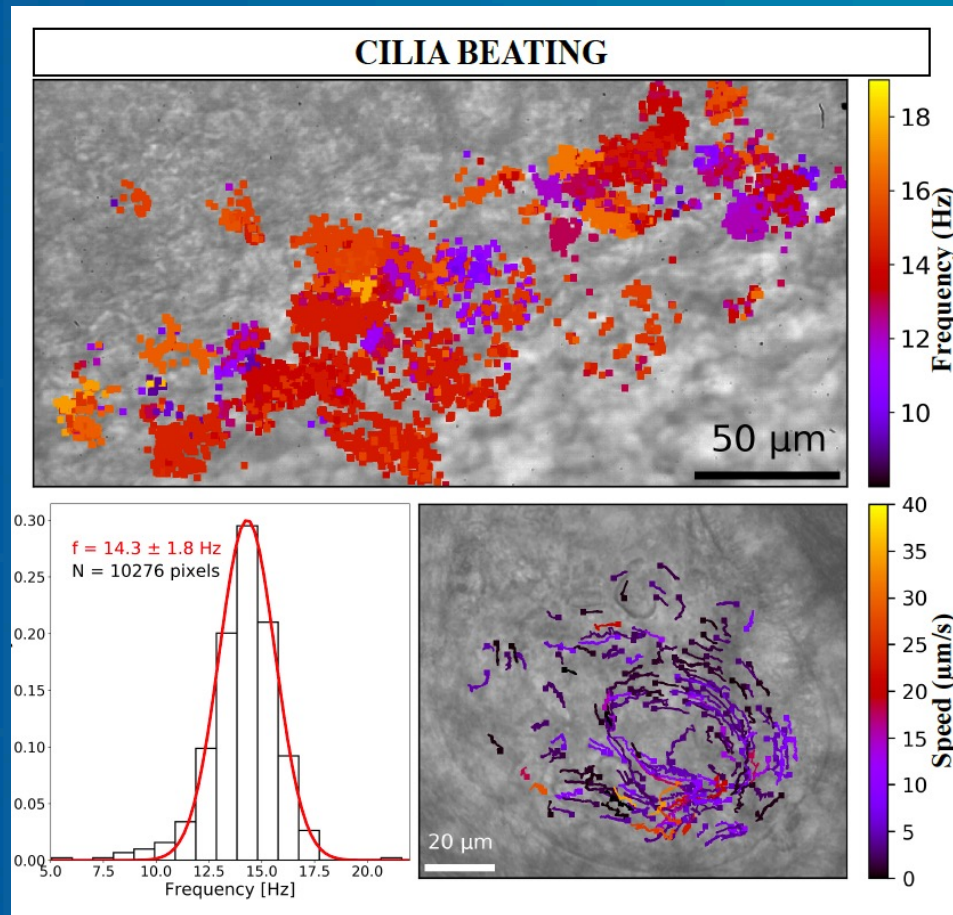 CILIA BEATING
18
16
14
12
10
Frequency (Hz)
50 μm
0.30
0.25
0.20
0.15
0.10
0.05
0.00
f = 14.3 ± 1.8 Hz
N = 10276 pixels
5.0 7.5 10.0 12.5 15.0 17.5 20.0
Frequency [Hz]
20 μm
40
35
30
25
20
15
10
5
0
Speed (μm/s)